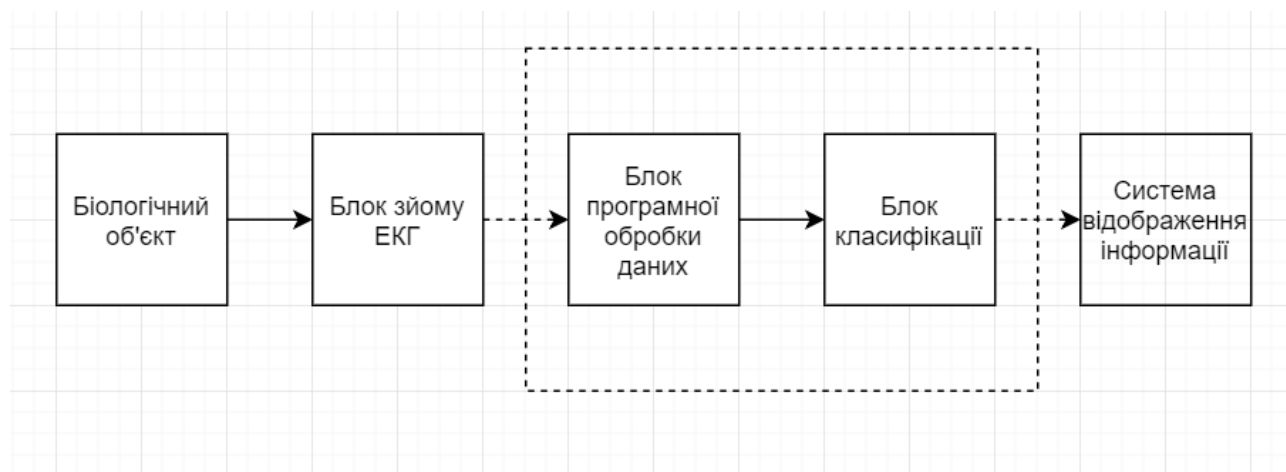 Біологічний
об'єкт
Блок зйому
ЕКГ
Блок
програмної
обробки
даних
Блок
класифікації
Система
відображення
інформації